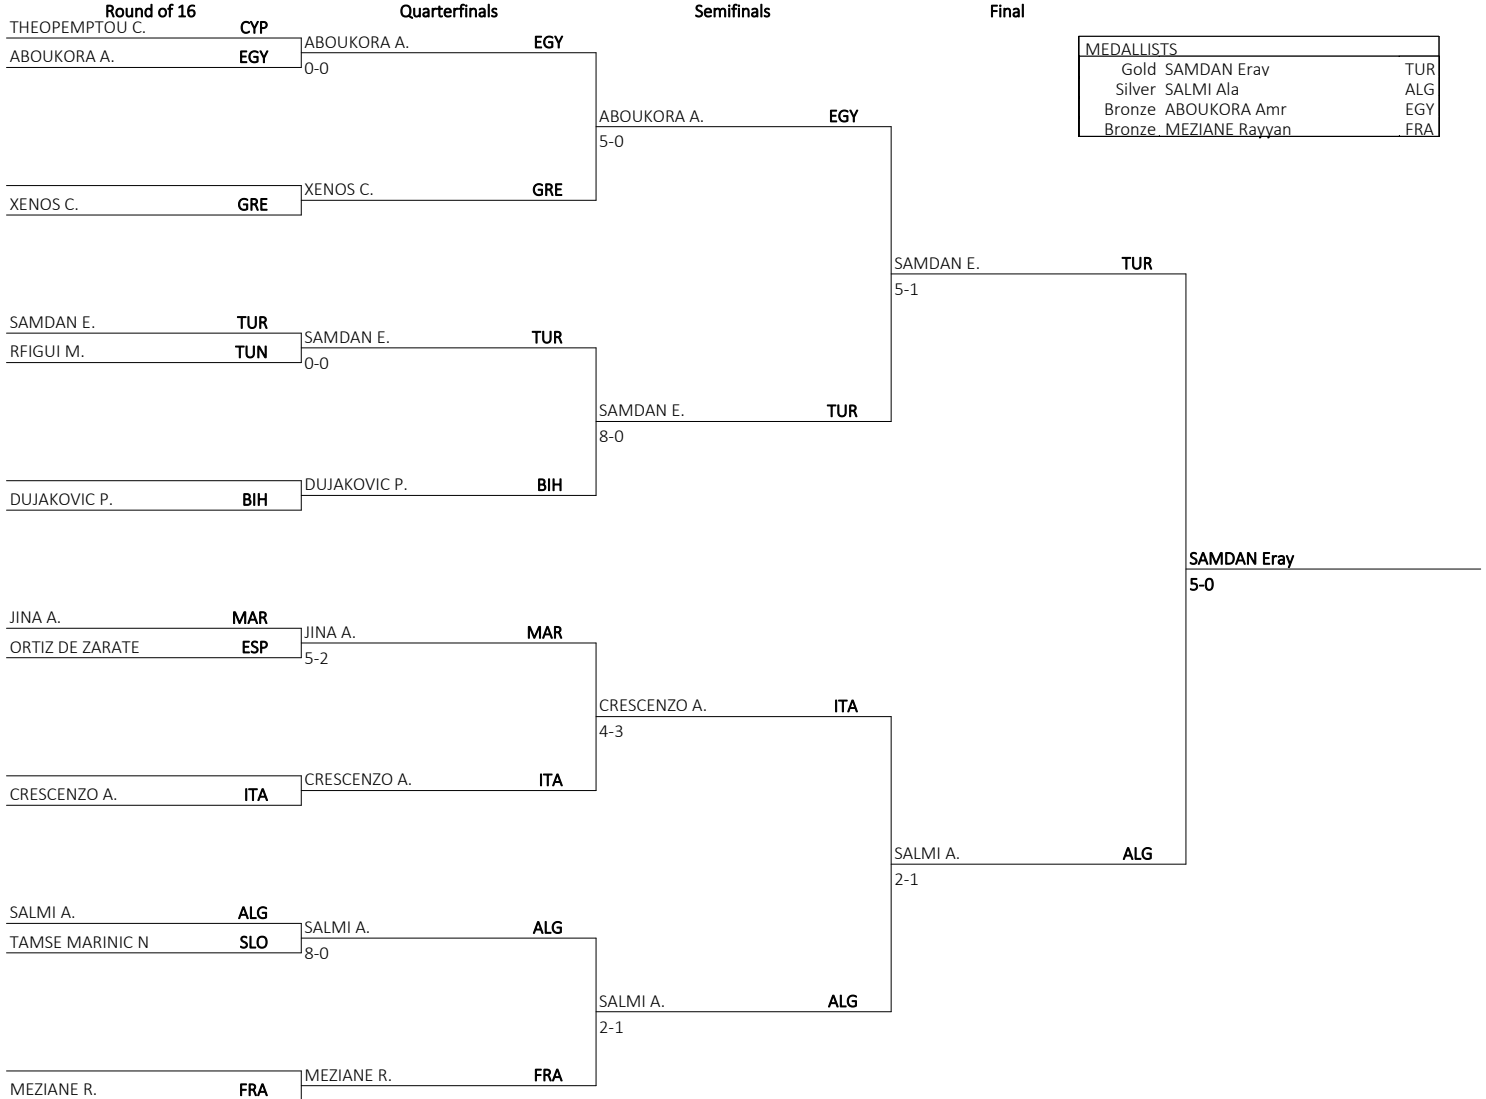 Round of 16 Quarterfinals Semifinals Final
THEOPEMPTOU C. CYP
ABOUKORA A. EGY
ABOUKORA A. EGY
0-0
MEDALLISTS
Gold SAMDAN Eray TUR
Silver SALMI Ala ALG
Bronze ABOUKORA Amr EGY
Bronze MEZIANE Rayyan FRA
ABOUKORA A. EGY
5-0
XENOS C. GRE
XENOS C. GRE
SAMDAN E. TUR
5-1
SAMDAN E. TUR
RFIGUI M. TUN
SAMDAN E. TUR
0-0
SAMDAN E. TUR
8-0
DUJAKOVIC P. BIH
DUJAKOVIC P. BIH
SAMDAN Eray
5-0
JINA A. MAR
ORTIZ DE ZARATE ESP
JINA A. MAR
5-2
CRESCENZO A. ITA
4-3
CRESCENZO A. ITA
CRESCENZO A. ITA
SALMI A. ALG
2-1
SALMI A. ALG
TAMSE MARINIC N SLO
SALMI A. ALG
8-0
SALMI A. ALG
2-1
MEZIANE R. FRA
MEZIANE R. FRA